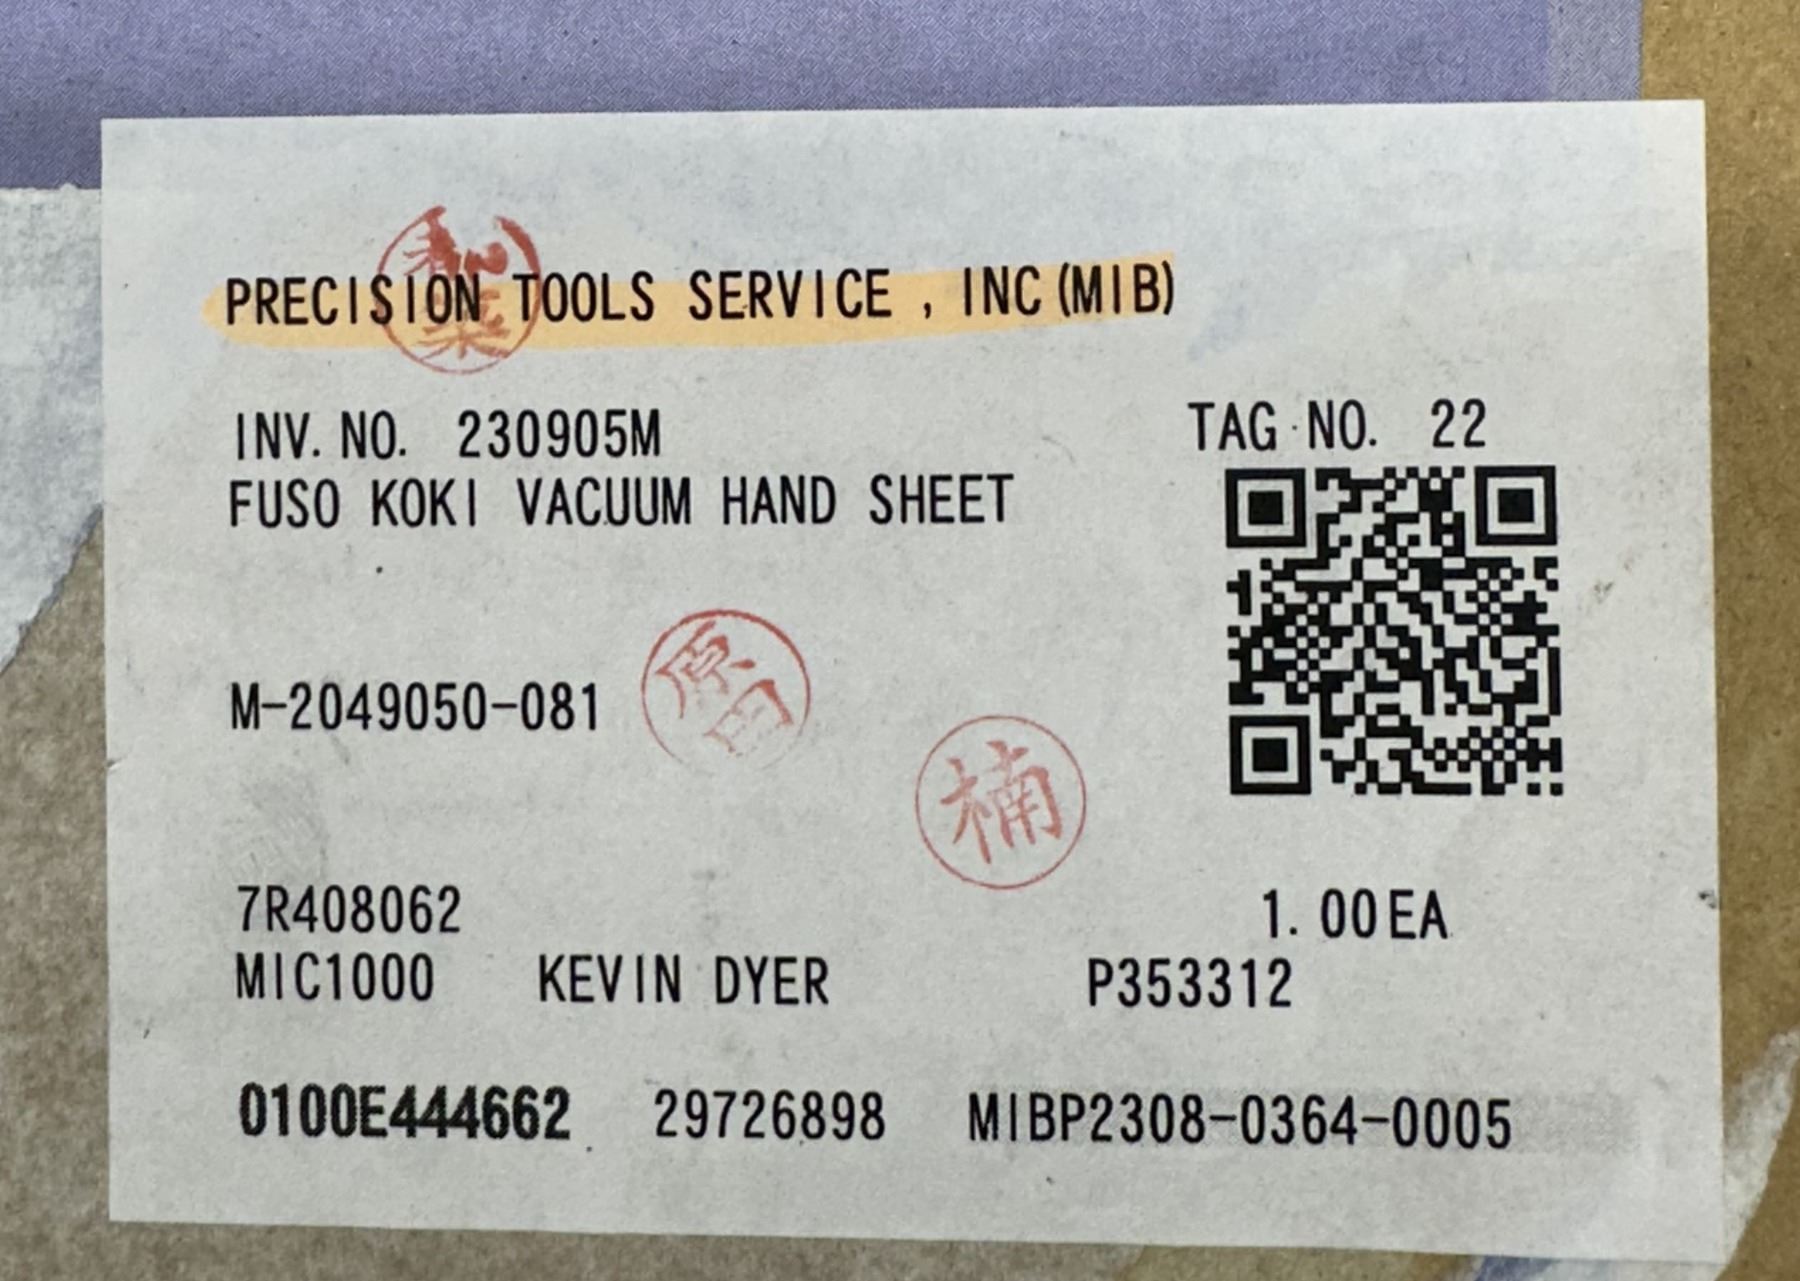 PRECISION TOOLS SERVICE , INC (MIB)
INV. NO. 230905M
TAG NO. 22
FUSO KOKI VACUUM HAND SHEET
原田
M-2049050-081
楠
7R408062
1. 00EA
MIC1000 KEVIN DYER P353312
0100E444662 29726898 MIBP2308-0364-0005